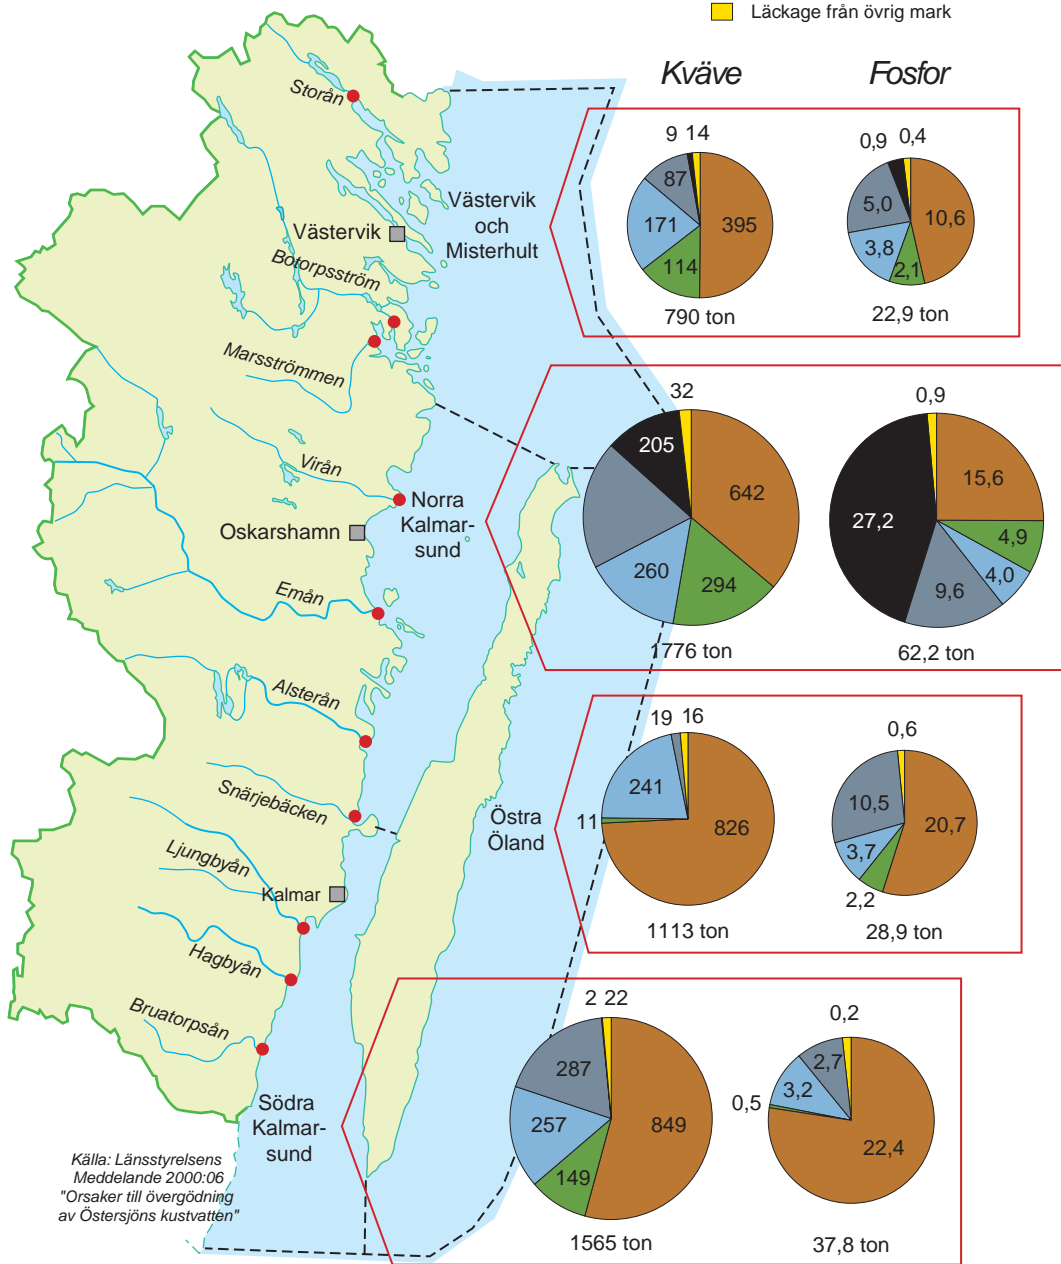 Läckage från övrig mark
Kväve
Fosfor
Storån
Västervik
Botorpsström
Marsströmmen
Virån
Oskarshamn
Emån
Alsterån
Snärjebäcken
Ljungbyån
Kalmar
Hagbyån
Bruatorpsån
Västervik
och
Misterhult
9
14
87
395
171
114
790 ton
0,9
0,4
5,0
10,6
3,8
2,1
22,9 ton
Norra
Kalmar-
sund
32
205
642
260
294
1776 ton
0,9
15,6
27,2
4,9
4,0
9,6
62,2 ton
Östra
Öland
19
16
241
11
826
1113 ton
0,6
10,5
20,7
3,7
2,2
28,9 ton
Södra
Kalmar-
sund
2
22
287
257
849
149
1565 ton
0,2
2,7
3,2
0,5
22,4
37,8 ton
Källa: Länsstyrelsens
Meddelande 2000:06
"Orsaker till övergödning
av Östersjöns kustvatten"